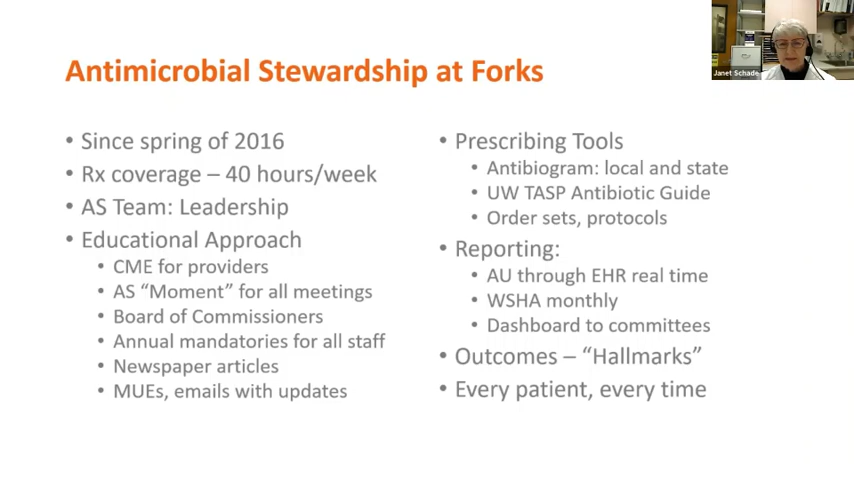 Antimicrobial Stewardship at Forks
• Since spring of 2016
• Rx coverage – 40 hours/week
• AS Team: Leadership
• Educational Approach
• CME for providers
• AS “Moment” for all meetings
• Board of Commissioners
• Annual mandatories for all staff
• Newspaper articles
• MUEs, emails with updates
• Prescribing Tools
• Antibiogram: local and state
• UW TASP Antibiotic Guide
• Order sets, protocols
• Reporting:
• AU through EHR real time
• WSHA monthly
• Dashboard to committees
• Outcomes – “Hallmarks”
• Every patient, every time
Janet Schade